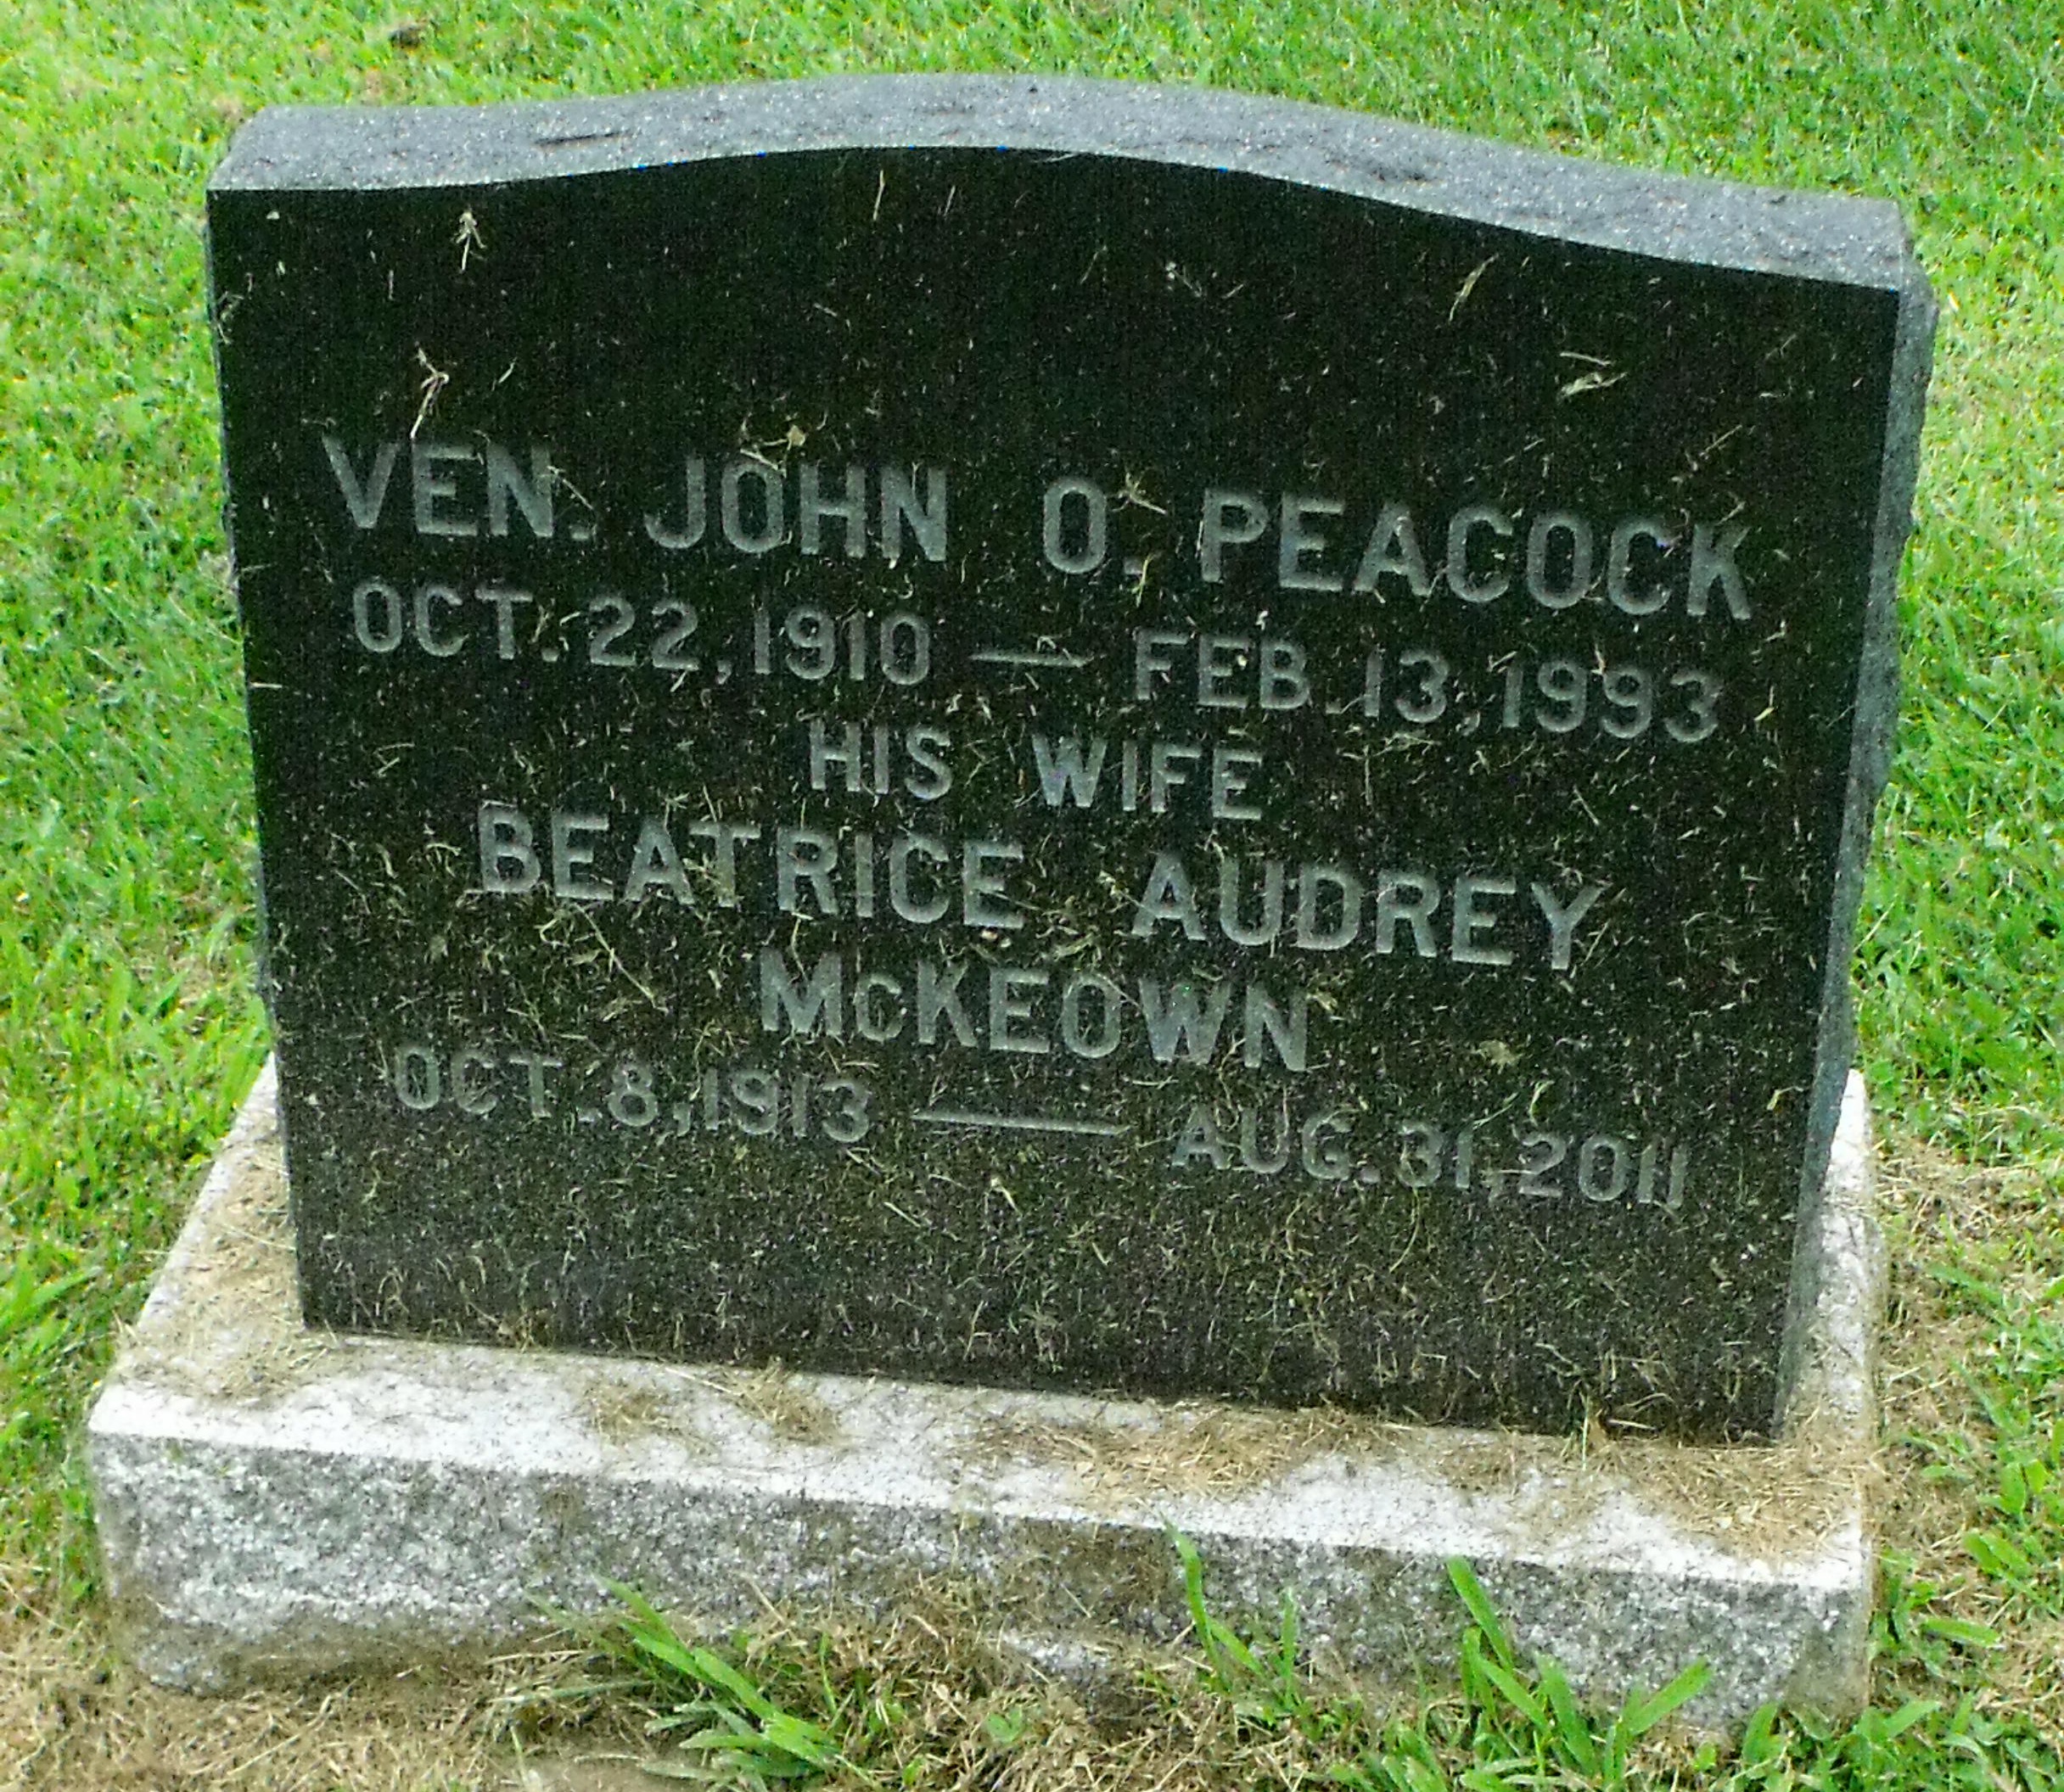 VEN. JOHN O. PEACOCK
OCT. 22, 1910 — FEB. 13, 1993
HIS WIFE
BEATRICE AUDREY
McKEOWN
OCT. 8, 1913 — AUG. 31, 2011